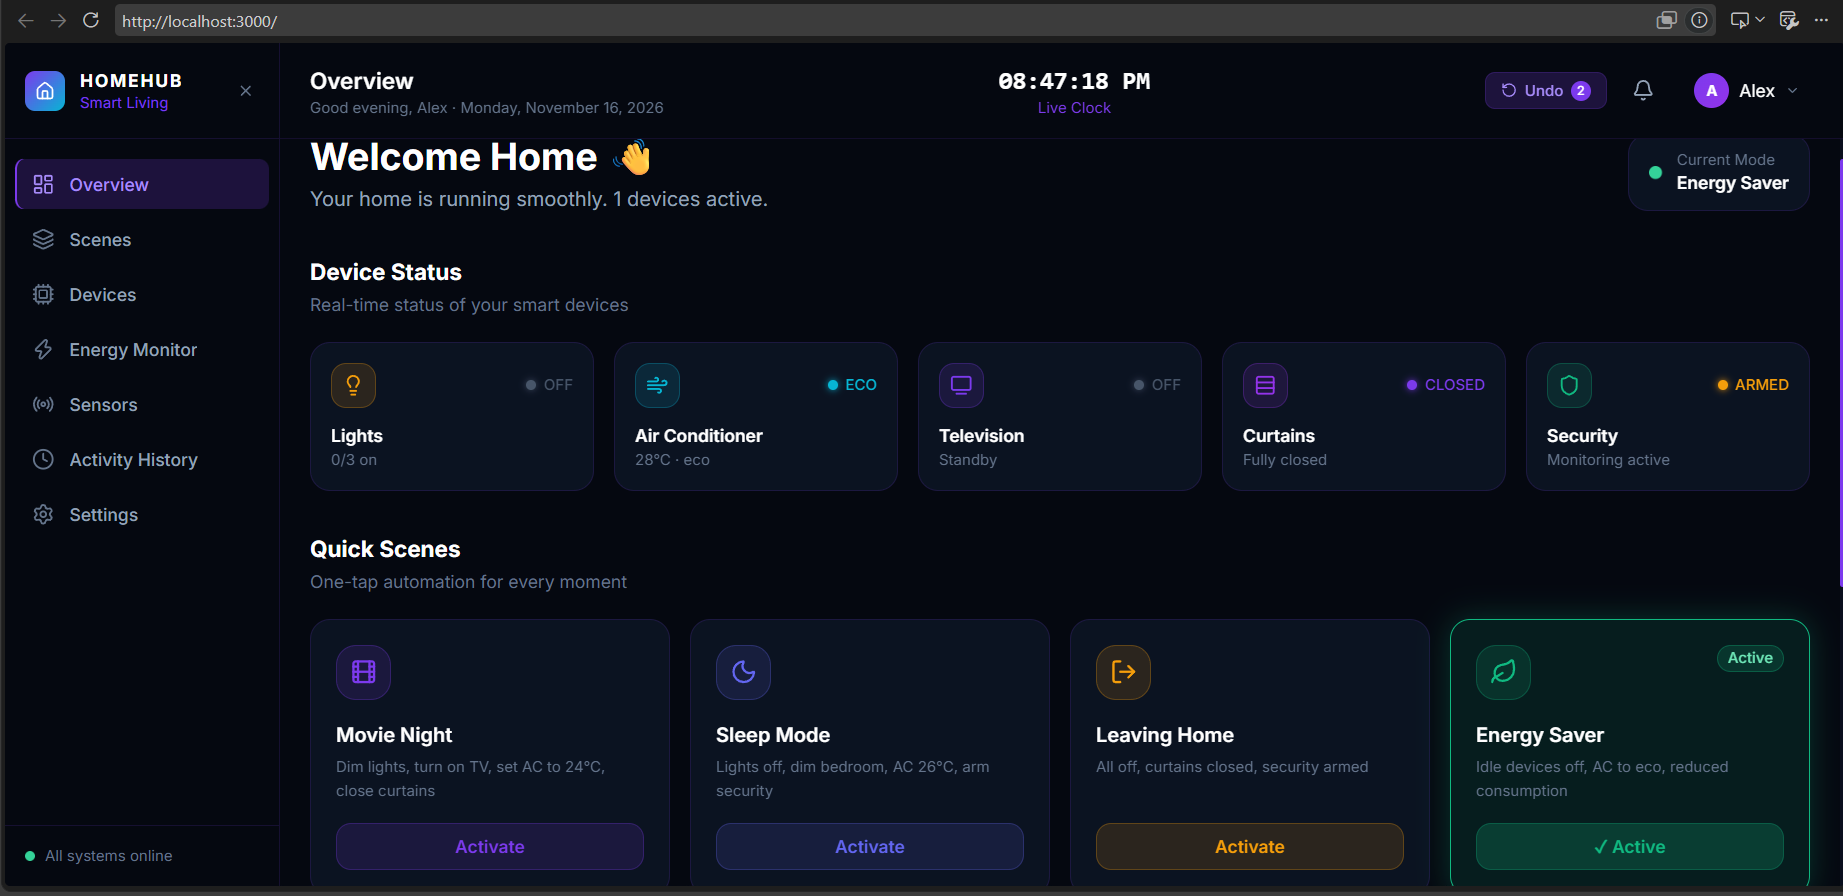 http://localhost:3000/
HOMEHUB
Smart Living
Overview
Scenes
Devices
Energy Monitor
Sensors
Activity History
Settings
All systems online
Overview
Good evening, Alex · Monday, November 16, 2026
08:47:18 PM
Live Clock
Undo 2
A Alex
Welcome Home 👋
Your home is running smoothly. 1 devices active.
Current Mode
Energy Saver
Device Status
Real-time status of your smart devices
OFF
Lights
0/3 on
ECO
Air Conditioner
28°C · eco
OFF
Television
Standby
CLOSED
Curtains
Fully closed
ARMED
Security
Monitoring active
Quick Scenes
One-tap automation for every moment
Movie Night
Dim lights, turn on TV, set AC to 24°C,
close curtains
Activate
Sleep Mode
Lights off, dim bedroom, AC 26°C, arm
security
Activate
Leaving Home
All off, curtains closed, security armed
Activate
Active
Energy Saver
Idle devices off, AC to eco, reduced
consumption
✓ Active